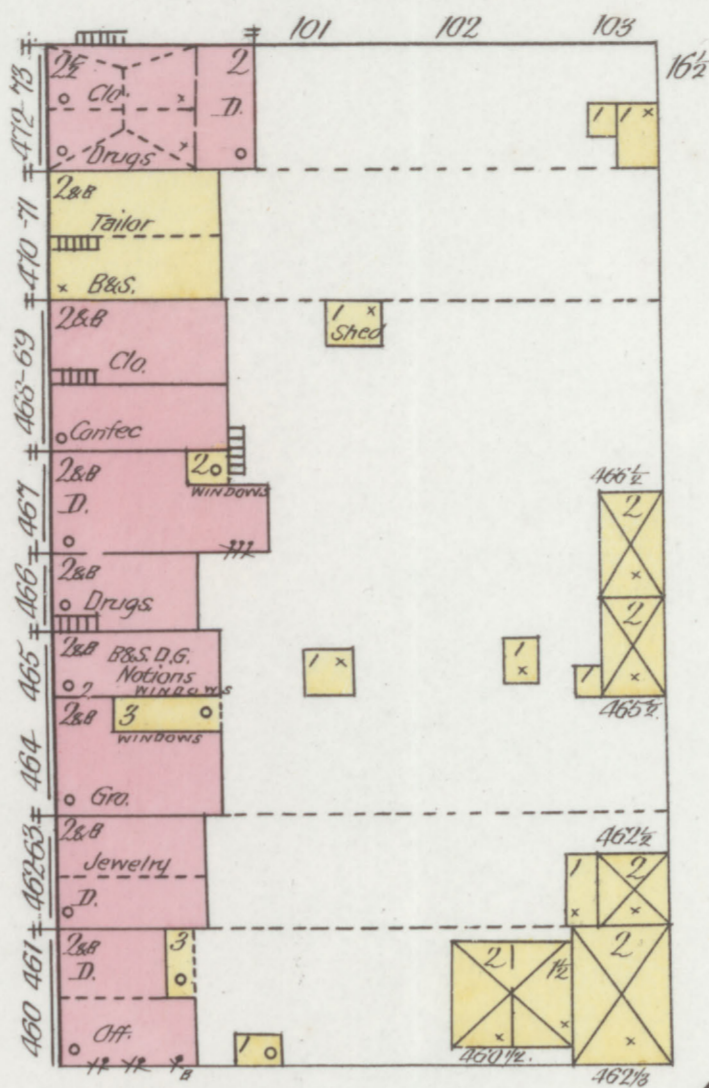 101 102 103
16½
472-73
2½ 2
Clo. D.
Drugs
1 1 x
470-71
2&B
Tailor
x B&S.
468-69
2&B
Clo.
Confec
1 x
Shed
467
2&B 2
D. WINDOWS
466½
2
x
466
2&B
Drugs
2
x
465
2&B B&S. D.G.
Notions
2 WINDOWS
1 x
1
x
1
465½
464
2&B 3
WINDOWS
Gro.
462-63
2&B
Jewelry
D.
462½
1 2
x x
461
2&B 3
D.
2 1½
x x
460½.
2
x
460
Off.
B
1
462⅓